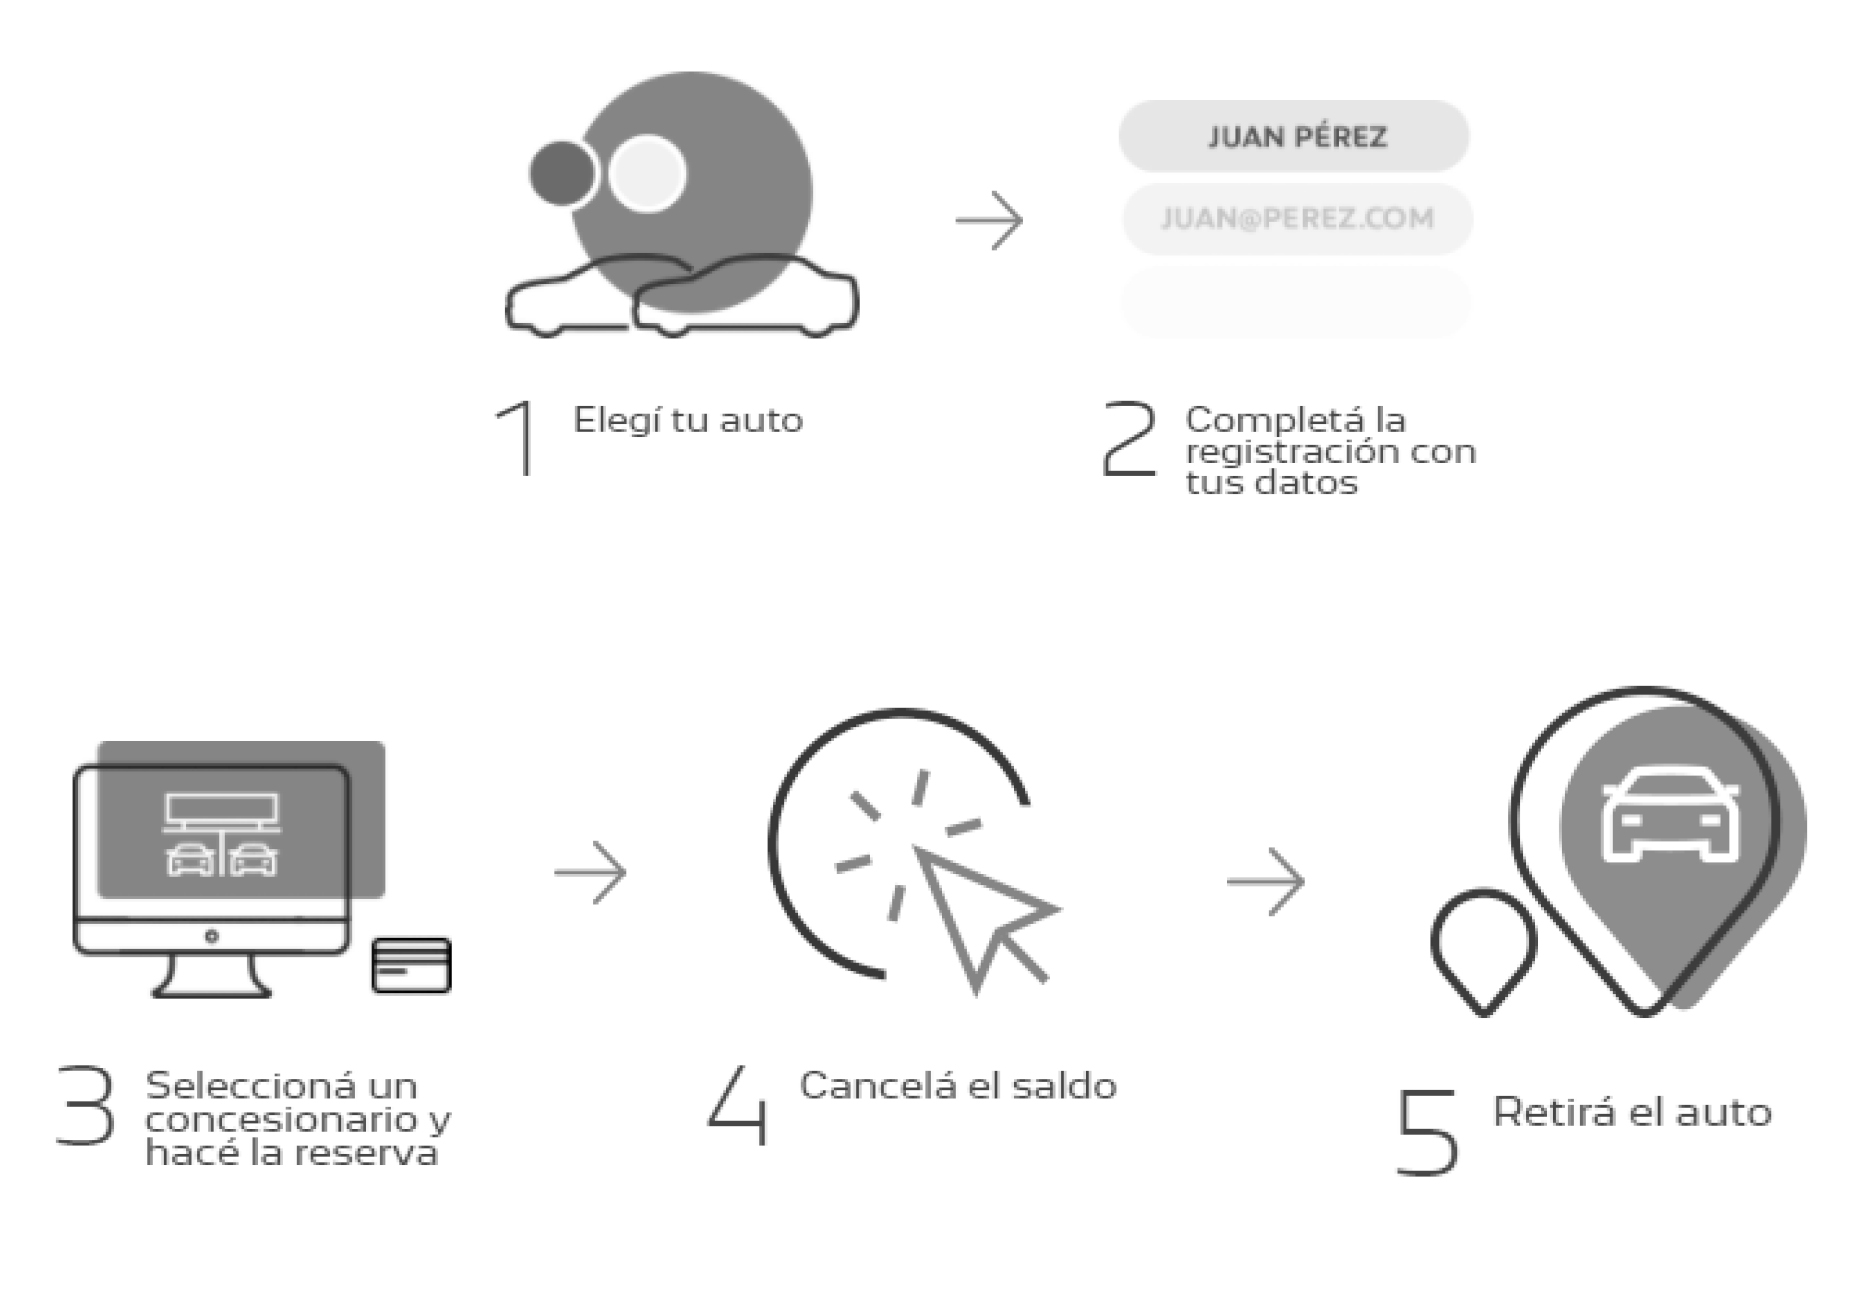 JUAN PÉREZ
JUAN@PEREZ.COM
1 Elegí tu auto
2 Completá la
registración con
tus datos
3 Seleccioná un
concesionario y
hacé la reserva
4 Cancelá el saldo
5 Retirá el auto